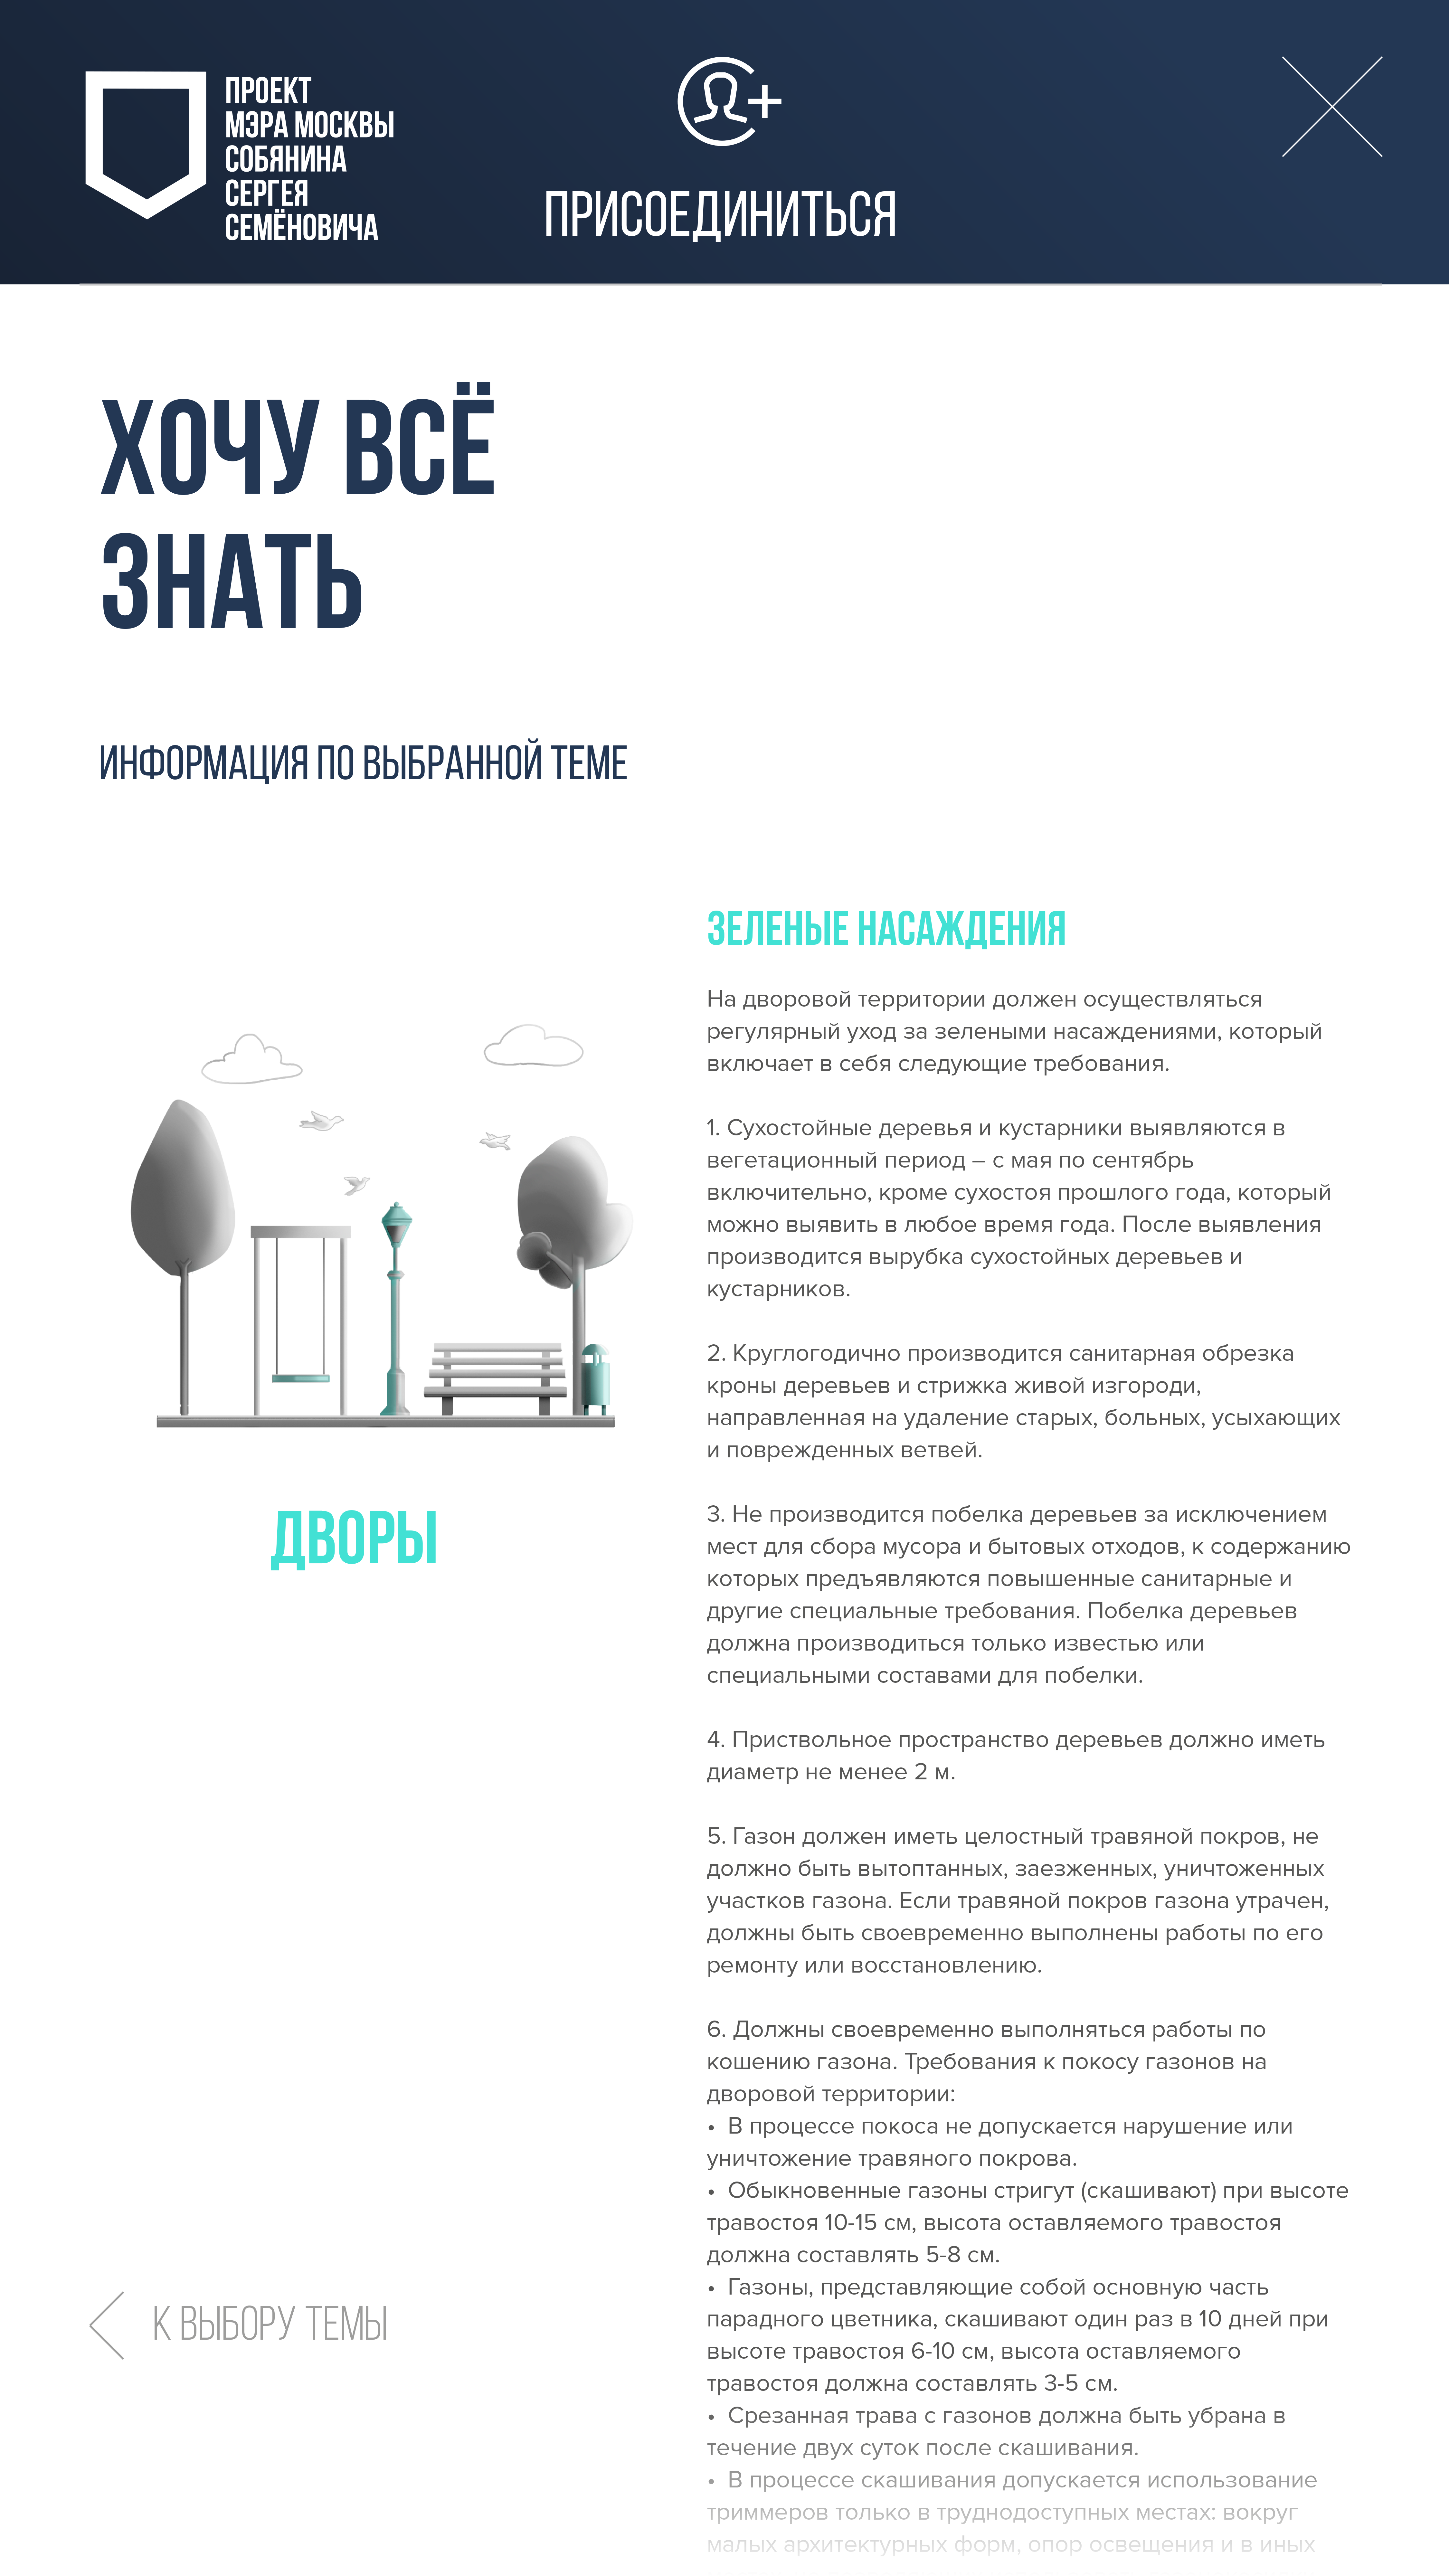 ПРОЕКТ
МЭРА МОСКВЫ
СОБЯНИНА
СЕРГЕЯ
СЕМЁНОВИЧА
ПРИСОЕДИНИТЬСЯ
ХОЧУ ВСЁ
ЗНАТЬ
ИНФОРМАЦИЯ ПО ВЫБРАННОЙ ТЕМЕ
ДВОРЫ
ЗЕЛЕНЫЕ НАСАЖДЕНИЯ
На дворовой территории должен осуществляться
регулярный уход за зелеными насаждениями, который
включает в себя следующие требования.
1. Сухостойные деревья и кустарники выявляются в
вегетационный период – с мая по сентябрь
включительно, кроме сухостоя прошлого года, который
можно выявить в любое время года. После выявления
производится вырубка сухостойных деревьев и
кустарников.
2. Круглогодично производится санитарная обрезка
кроны деревьев и стрижка живой изгороди,
направленная на удаление старых, больных, усыхающих
и поврежденных ветвей.
3. Не производится побелка деревьев за исключением
мест для сбора мусора и бытовых отходов, к содержанию
которых предъявляются повышенные санитарные и
другие специальные требования. Побелка деревьев
должна производиться только известью или
специальными составами для побелки.
4. Приствольное пространство деревьев должно иметь
диаметр не менее 2 м.
5. Газон должен иметь целостный травяной покров, не
должно быть вытоптанных, заезженных, уничтоженных
участков газона. Если травяной покров газона утрачен,
должны быть своевременно выполнены работы по его
ремонту или восстановлению.
6. Должны своевременно выполняться работы по
кошению газона. Требования к покосу газонов на
дворовой территории:
• В процессе покоса не допускается нарушение или
уничтожение травяного покрова.
• Обыкновенные газоны стригут (скашивают) при высоте
травостоя 10-15 см, высота оставляемого травостоя
должна составлять 5-8 см.
• Газоны, представляющие собой основную часть
парадного цветника, скашивают один раз в 10 дней при
высоте травостоя 6-10 см, высота оставляемого
травостоя должна составлять 3-5 см.
• Срезанная трава с газонов должна быть убрана в
течение двух суток после скашивания.
• В процессе скашивания допускается использование
триммеров только в труднодоступных местах: вокруг
малых архитектурных форм, опор освещения и в иных
К ВЫБОРУ ТЕМЫ